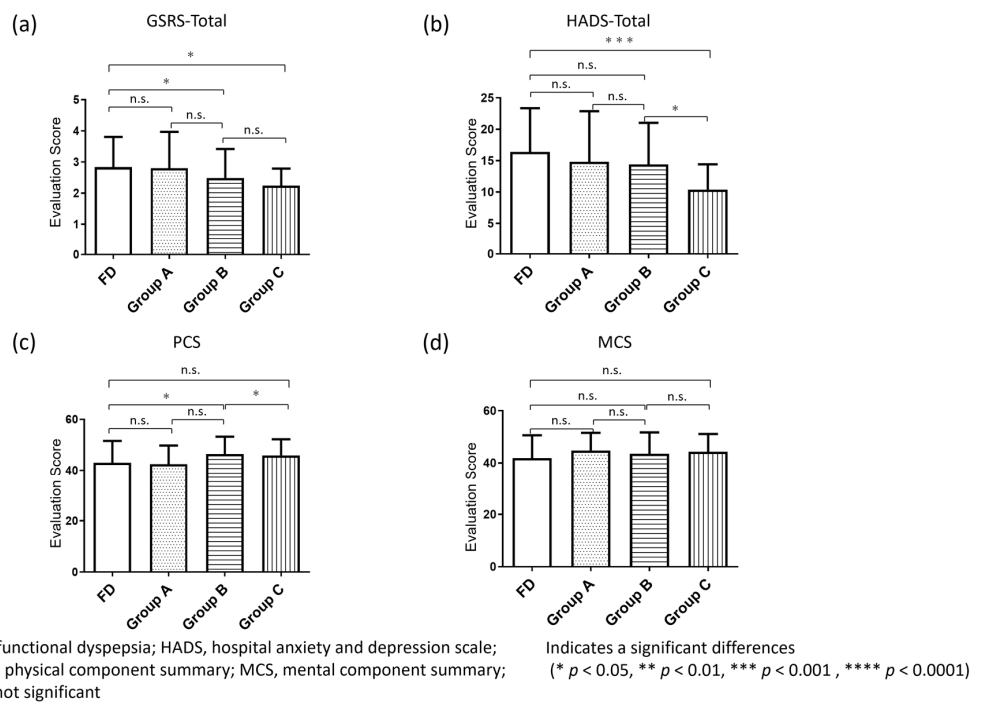 (a)
GSRS-Total
*
*
n.s.
n.s.
n.s.
5
4
3
2
1
0
Evaluation Score
FD
Group A
Group B
Group C
(b)
HADS-Total
***
n.s.
n.s.
n.s.
*
25
20
15
10
5
0
Evaluation Score
FD
Group A
Group B
Group C
(c)
PCS
n.s.
*
*
n.s.
n.s.
60
40
20
0
Evaluation Score
FD
Group A
Group B
Group C
(d)
MCS
n.s.
n.s.
n.s.
n.s.
n.s.
60
40
20
0
Evaluation Score
FD
Group A
Group B
Group C
functional dyspepsia; HADS, hospital anxiety and depression scale;
physical component summary; MCS, mental component summary;
not significant
Indicates a significant differences
(* p < 0.05, ** p < 0.01, *** p < 0.001 , **** p < 0.0001)